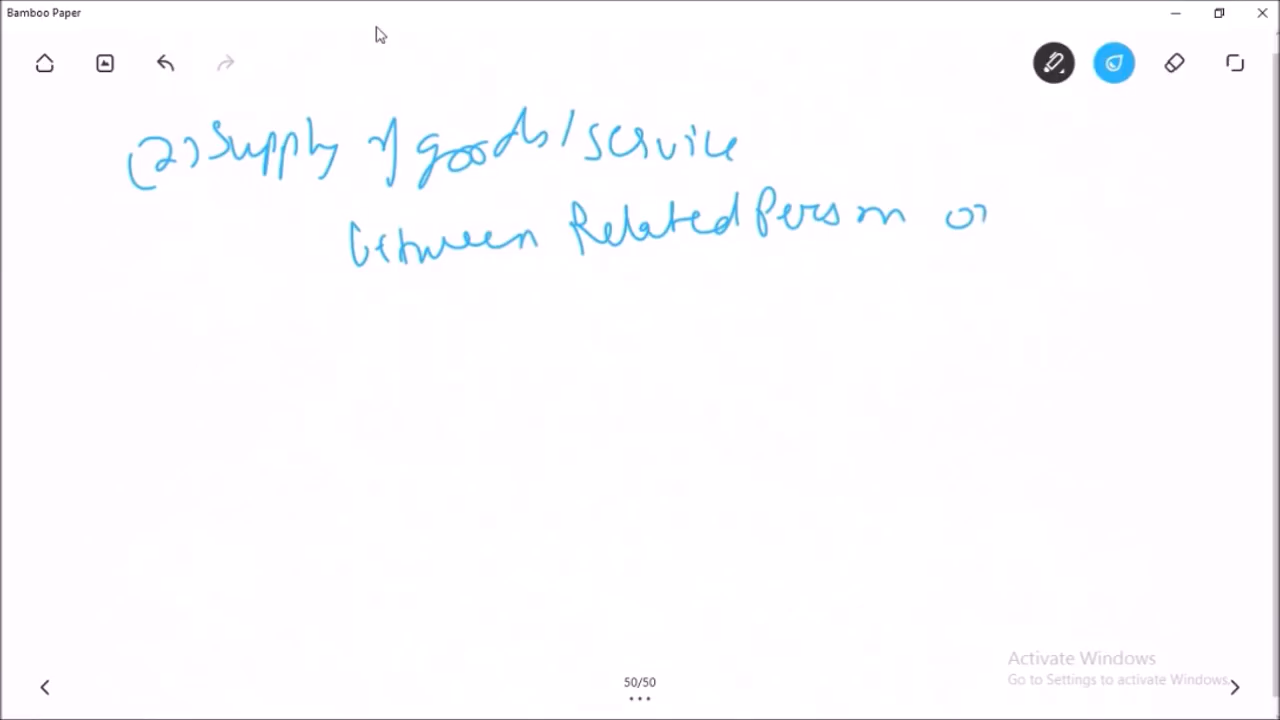 Bamboo Paper
(2) Supply of goods/service
between Related Person or
Activate Windows
Go to Settings to activate Windows.
50/50